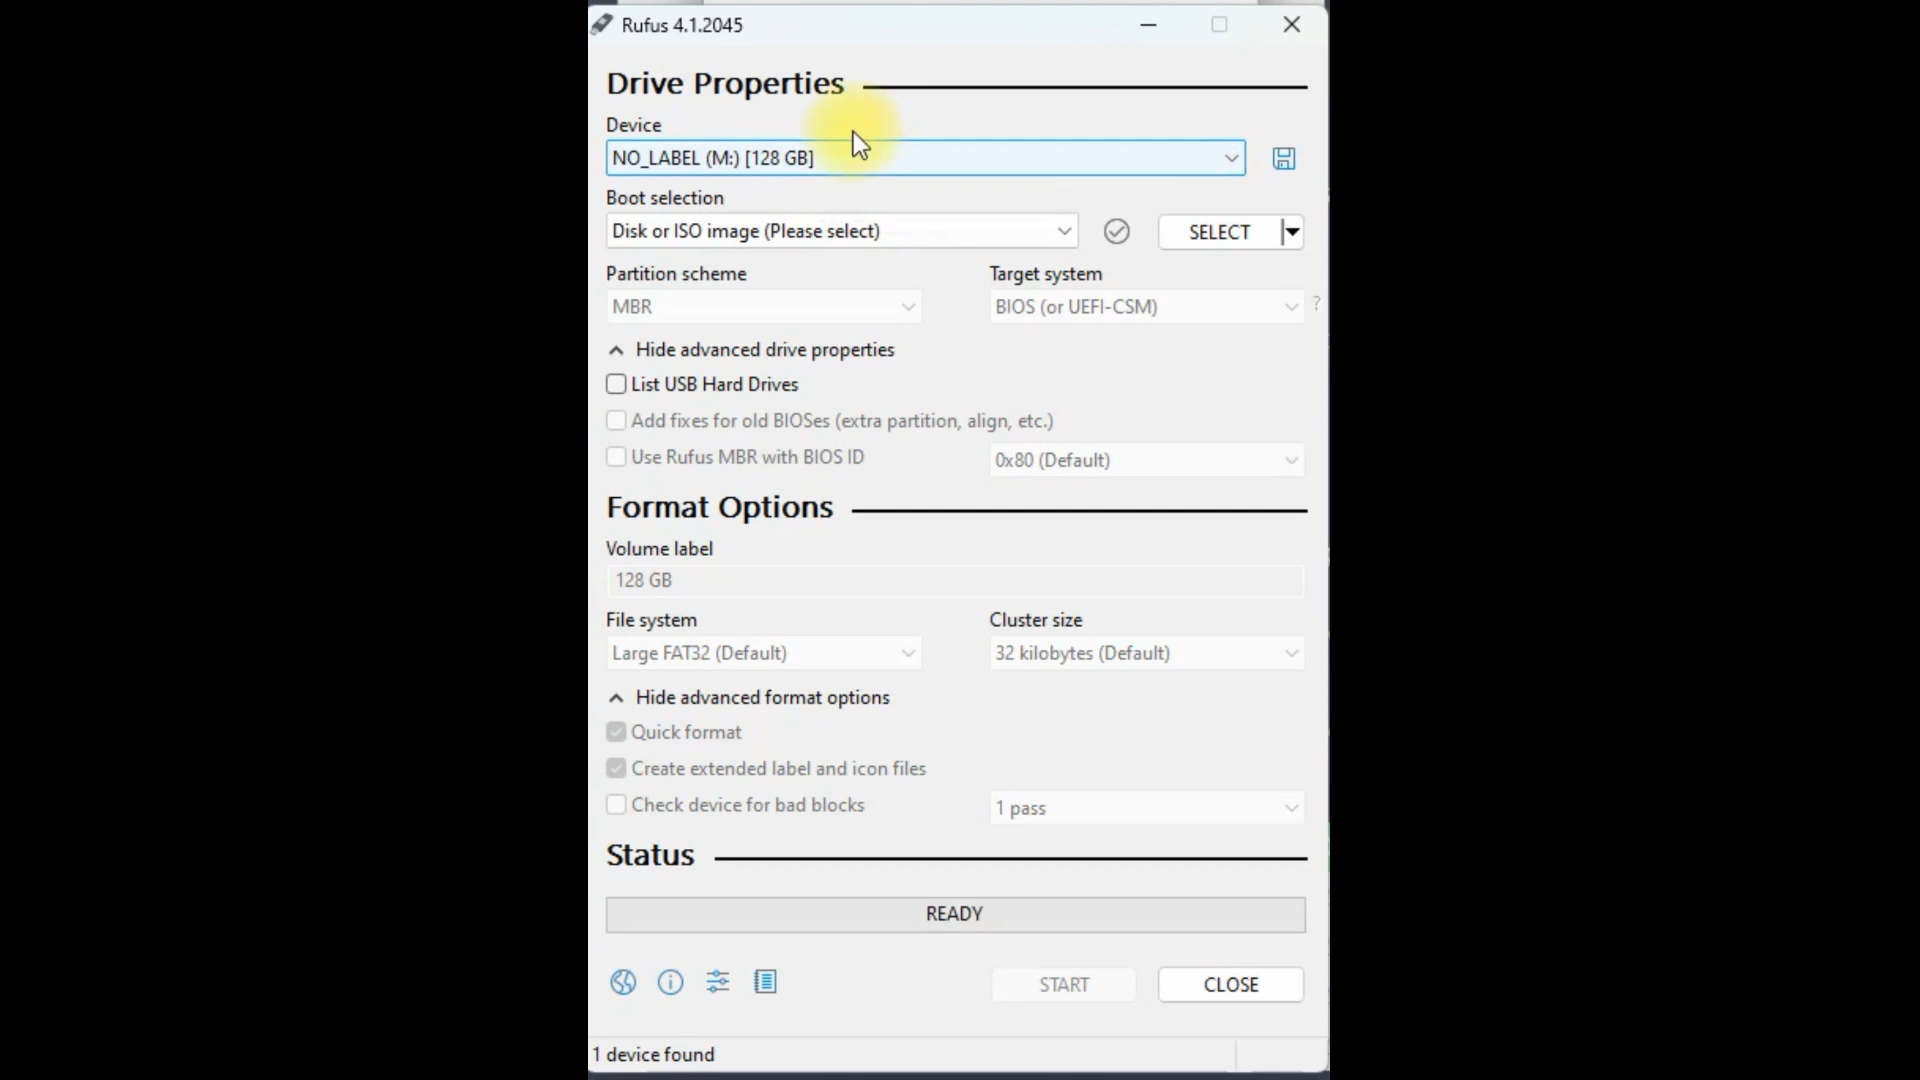 Rufus 4.1.2045
Drive Properties
Device
NO_LABEL (M:) [128 GB]
Boot selection
Disk or ISO image (Please select)
SELECT
Partition scheme
Target system
MBR
BIOS (or UEFI-CSM)
?
Hide advanced drive properties
List USB Hard Drives
Add fixes for old BIOSes (extra partition, align, etc.)
Use Rufus MBR with BIOS ID
0x80 (Default)
Format Options
Volume label
128 GB
File system
Cluster size
Large FAT32 (Default)
32 kilobytes (Default)
Hide advanced format options
Quick format
Create extended label and icon files
Check device for bad blocks
1 pass
Status
READY
START
CLOSE
1 device found